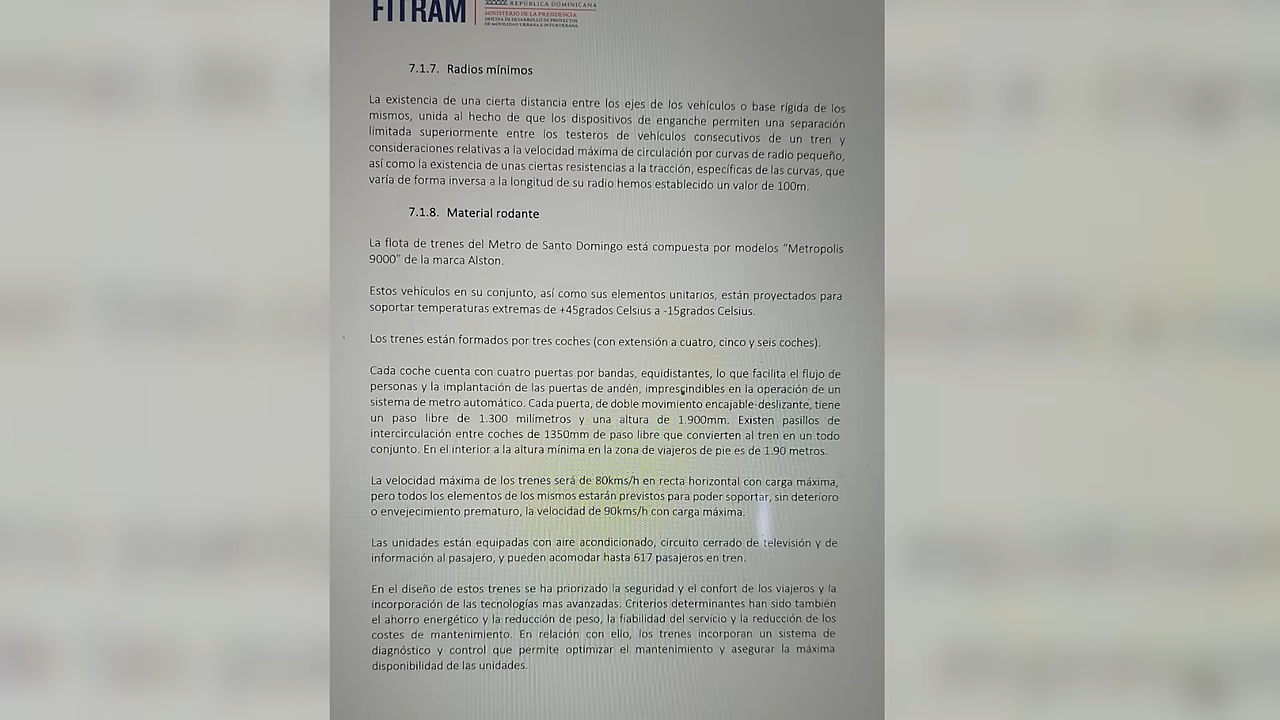 FITRAM
REPÚBLICA DOMINICANA
MINISTERIO DE LA PRESIDENCIA
OFICINA DE DESARROLLO DE PROYECTOS
DE MOVILIDAD URBANA E INTERURBANA
7.1.7. Radios mínimos
La existencia de una cierta distancia entre los ejes de los vehículos o base rígida de los
mismos, unida al hecho de que los dispositivos de enganche permiten una separación
limitada superiormente entre los testeros de vehículos consecutivos de un tren y
consideraciones relativas a la velocidad máxima de circulación por curvas de radio pequeño,
así como la existencia de unas ciertas resistencias a la tracción, específicas de las curvas, que
varía de forma inversa a la longitud de su radio hemos establecido un valor de 100m.
7.1.8. Material rodante
La flota de trenes del Metro de Santo Domingo está compuesta por modelos "Metropolis
9000" de la marca Alston.
Estos vehículos en su conjunto, así como sus elementos unitarios, están proyectados para
soportar temperaturas extremas de +45grados Celsius a -15grados Celsius.
Los trenes están formados por tres coches (con extensión a cuatro, cinco y seis coches).
Cada coche cuenta con cuatro puertas por bandas, equidistantes, lo que facilita el flujo de
personas y la implantación de las puertas de andén, imprescindibles en la operación de un
sistema de metro automático. Cada puerta, de doble movimiento encajable-deslizante, tiene
un paso libre de 1.300 milímetros y una altura de 1.900mm. Existen pasillos de
intercirculación entre coches de 1350mm de paso libre que convierten al tren en un todo
conjunto. En el interior a la altura mínima en la zona de viajeros de pie es de 1.90 metros.
La velocidad máxima de los trenes será de 80kms/h en recta horizontal con carga máxima,
pero todos los elementos de los mismos estarán previstos para poder soportar, sin deterioro
o envejecimiento prematuro, la velocidad de 90kms/h con carga máxima.
Las unidades están equipadas con aire acondicionado, circuito cerrado de televisión y de
información al pasajero, y pueden acomodar hasta 617 pasajeros en tren.
En el diseño de estos trenes se ha priorizado la seguridad y el confort de los viajeros y la
incorporación de las tecnologías mas avanzadas. Criterios determinantes han sido también
el ahorro energético y la reducción de peso, la fiabilidad del servicio y la reducción de los
costes de mantenimiento. En relación con ello, los trenes incorporan un sistema de
diagnóstico y control que permite optimizar el mantenimiento y asegurar la máxima
disponibilidad de las unidades.